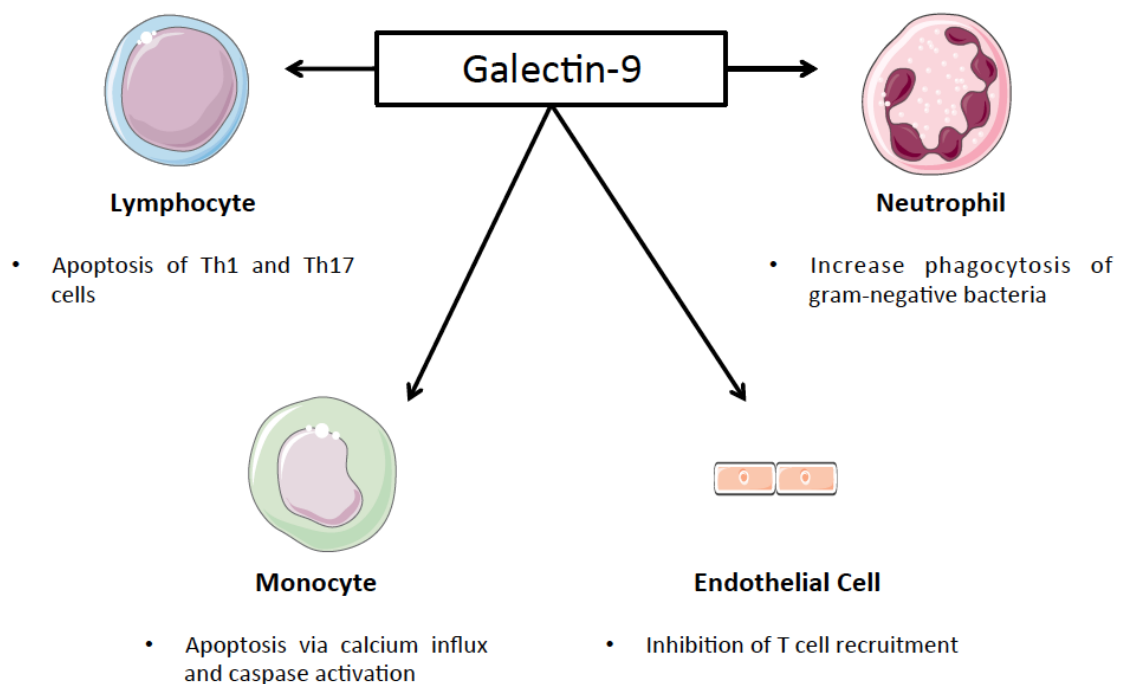 Galectin-9
Lymphocyte
• Apoptosis of Th1 and Th17
cells
Neutrophil
• Increase phagocytosis of
gram-negative bacteria
Monocyte
• Apoptosis via calcium influx
and caspase activation
Endothelial Cell
• Inhibition of T cell recruitment